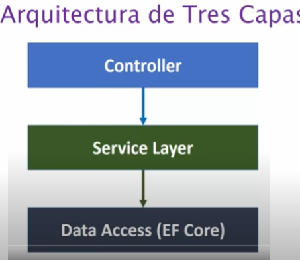 Arquitectura de Tres Capas
Controller
Service Layer
Data Access (EF Core)